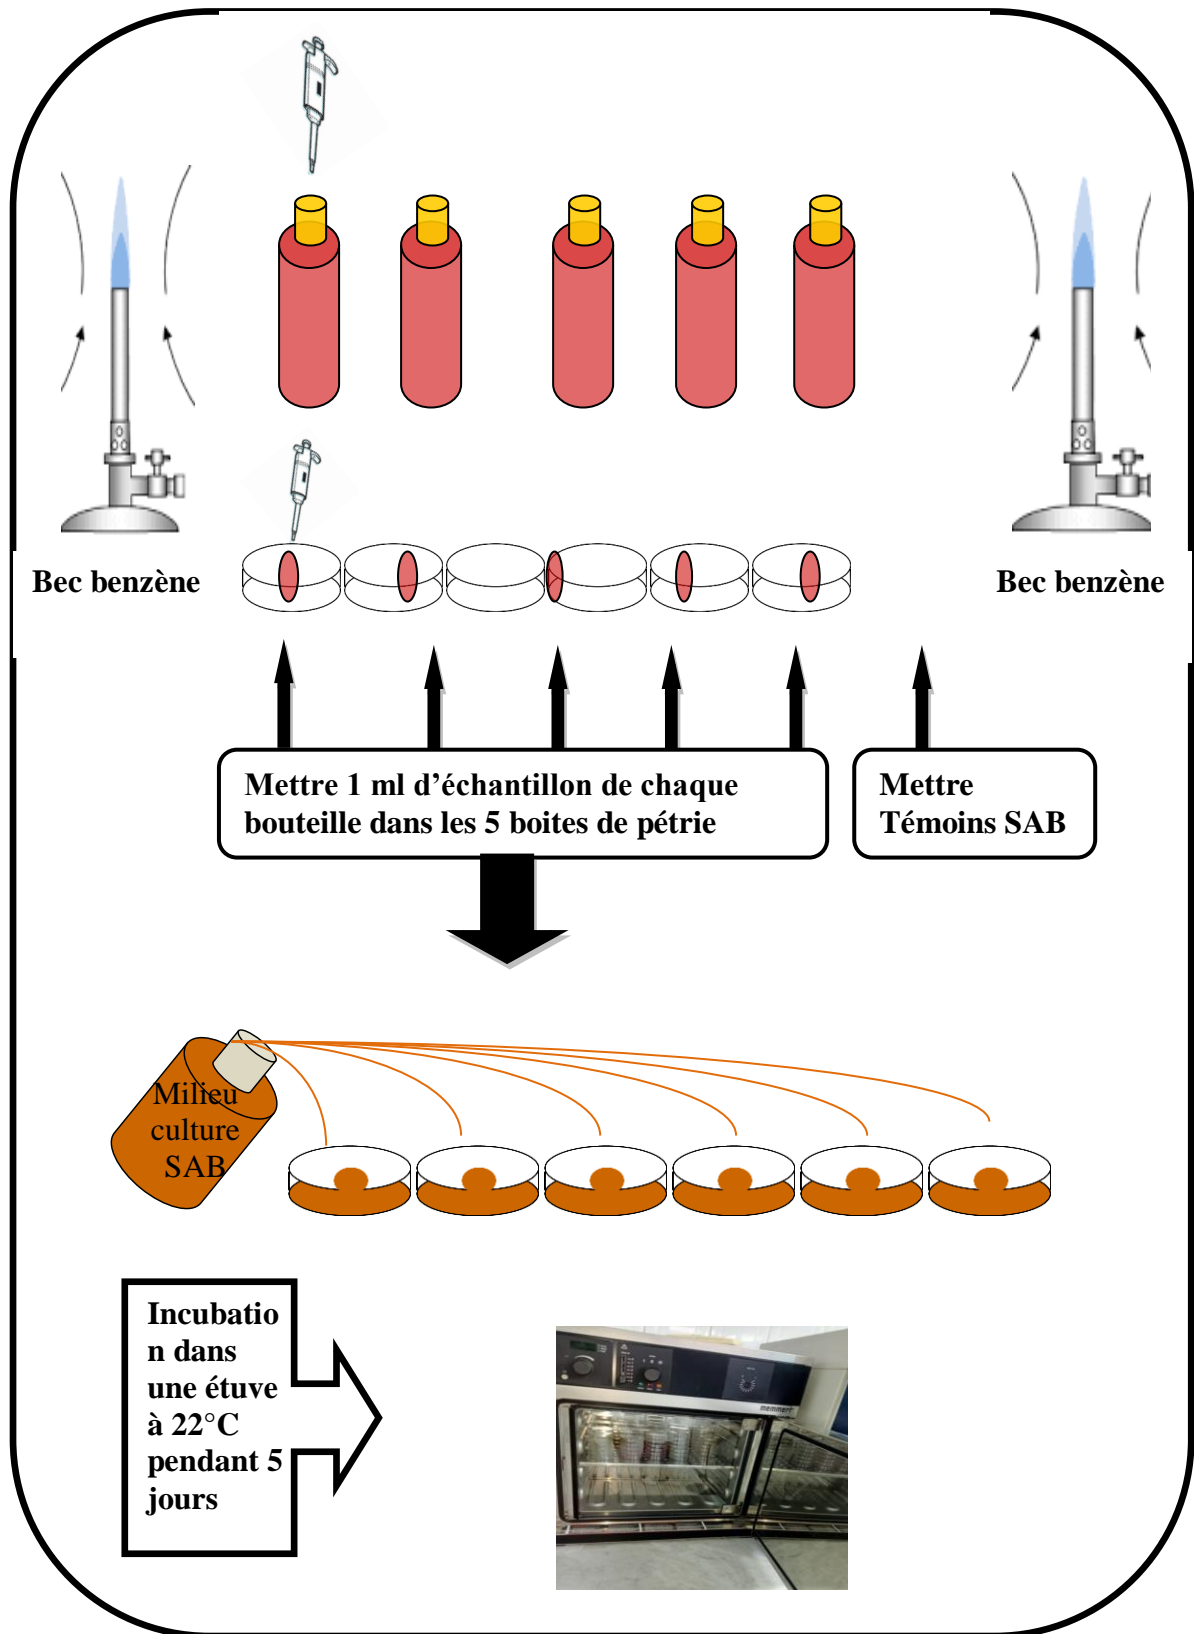 Bec benzène
Bec benzène
Mettre 1 ml d’échantillon de chaque
bouteille dans les 5 boites de pétrie
Mettre
Témoins SAB
Milieu
culture
SAB
Incubatio
n dans
une étuve
à 22°C
pendant 5
jours
memmert